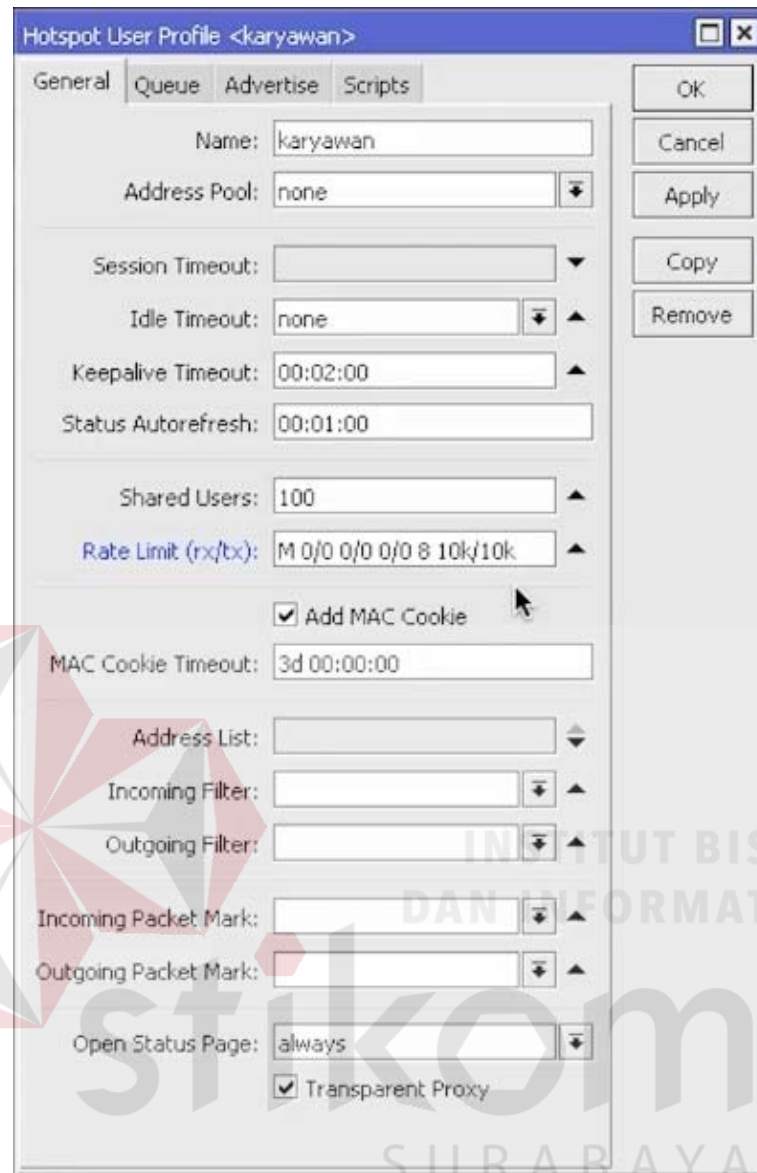 Hotspot User Profile <karyawan>
General Queue Advertise Scripts
OK
Cancel
Apply
Copy
Remove
Name: karyawan
Address Pool: none
Session Timeout:
Idle Timeout: none
Keepalive Timeout: 00:02:00
Status Autorefresh: 00:01:00
Shared Users: 100
Rate Limit (rx/tx): M 0/0 0/0 0/0 8 10k/10k
Add MAC Cookie
MAC Cookie Timeout: 3d 00:00:00
Address List:
Incoming Filter:
Outgoing Filter:
Incoming Packet Mark:
Outgoing Packet Mark:
Open Status Page: always
Transparent Proxy
INSTITUT BIS
DAN INFORMAT
stikom
SURABAYA